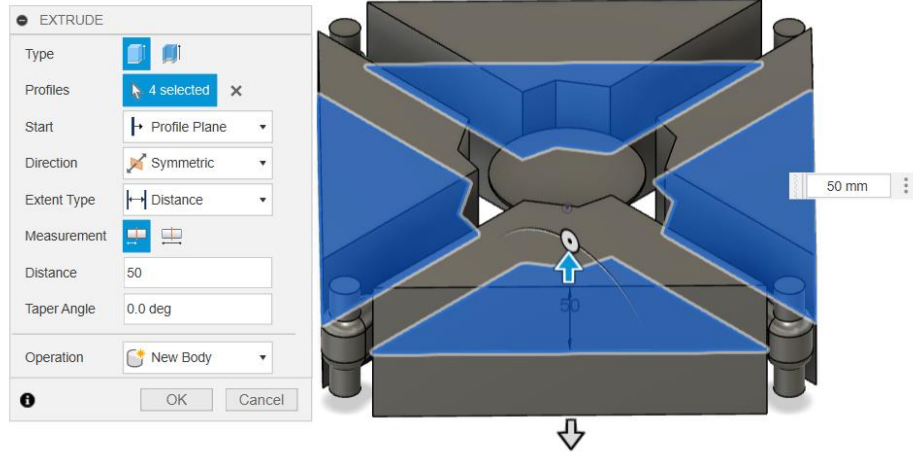 EXTRUDE
Type
Profiles 4 selected
Start Profile Plane
Direction Symmetric
Extent Type Distance
Measurement
Distance 50
Taper Angle 0.0 deg
Operation New Body
OK Cancel
50 mm
50